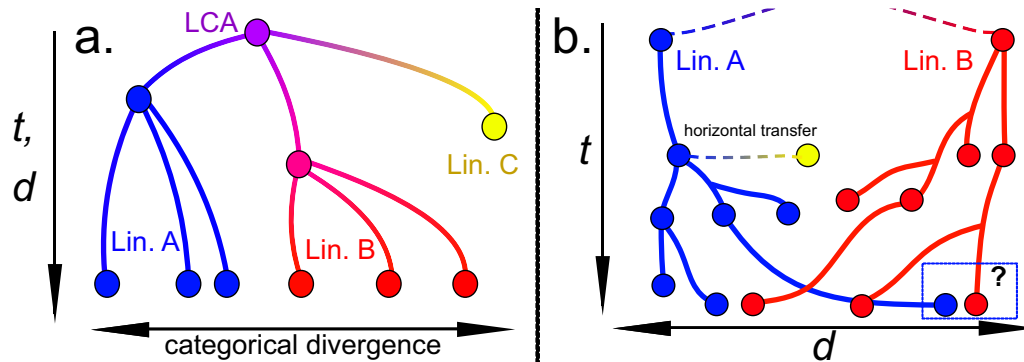 a.
LCA
t,
d
Lin. A
Lin. B
Lin. C
categorical divergence
b.
Lin. A
Lin. B
horizontal transfer
t
?
d